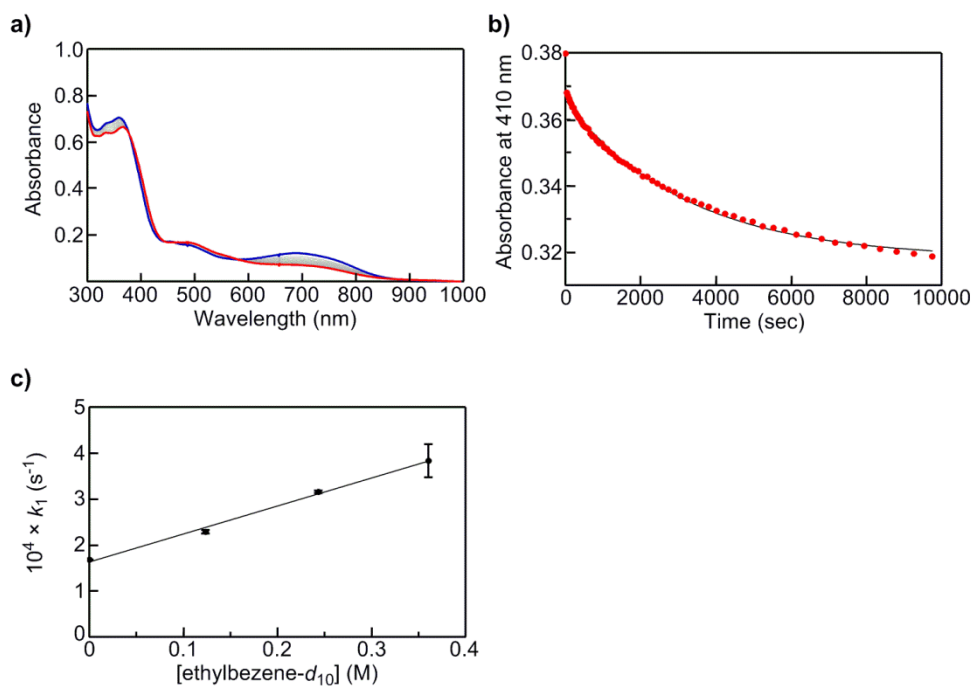 a)
1.0
0.8
0.6
0.4
0.2
Absorbance
300 400 500 600 700 800 900 1000
Wavelength (nm)
b)
0.38
0.36
0.34
0.32
Absorbance at 410 nm
0 2000 4000 6000 8000 10000
Time (sec)
c)
5
4
3
2
1
0
10⁴ × k₁ (s⁻¹)
0 0.1 0.2 0.3 0.4
[ethylbezene-d₁₀] (M)